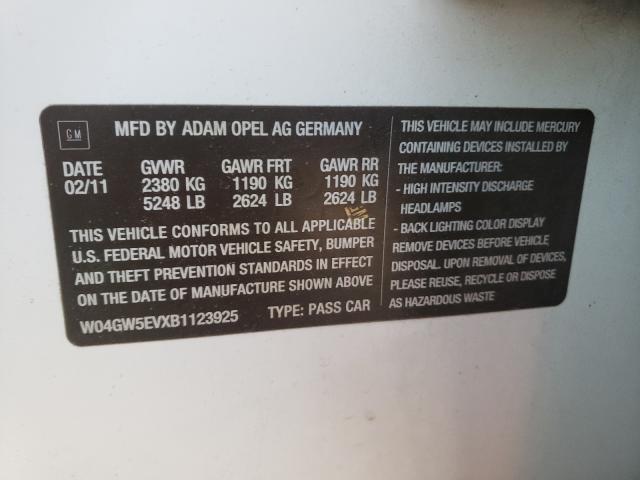 GM
MFD BY ADAM OPEL AG GERMANY
DATE GVWR GAWR FRT GAWR RR
02/11 2380 KG 1190 KG 1190 KG
5248 LB 2624 LB 2624 LB
THIS VEHICLE CONFORMS TO ALL APPLICABLE
U.S. FEDERAL MOTOR VEHICLE SAFETY, BUMPER
AND THEFT PREVENTION STANDARDS IN EFFECT
ON THE DATE OF MANUFACTURE SHOWN ABOVE
W04GW5EVXB1123925 TYPE: PASS CAR
THIS VEHICLE MAY INCLUDE MERCURY
CONTAINING DEVICES INSTALLED BY
THE MANUFACTURER:
- HIGH INTENSITY DISCHARGE
HEADLAMPS
- BACK LIGHTING COLOR DISPLAY
REMOVE DEVICES BEFORE VEHICLE
DISPOSAL. UPON REMOVAL OF DEVICES,
PLEASE REUSE, RECYCLE OR DISPOSE
AS HAZARDOUS WASTE